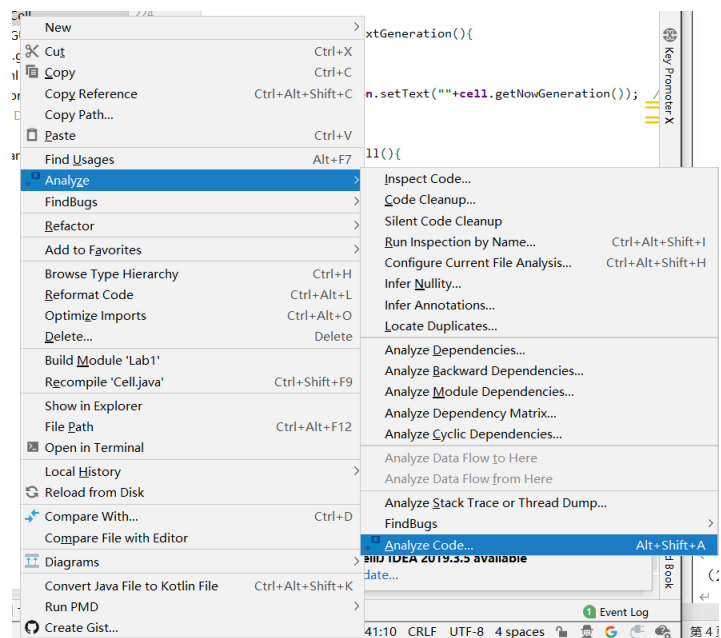 Cell 224
New
Cut Ctrl+X
Copy Ctrl+C
Copy Reference Ctrl+Alt+Shift+C
Copy Path...
Paste Ctrl+V
Find Usages Alt+F7
Analyze
FindBugs
Refactor
Add to Favorites
Browse Type Hierarchy Ctrl+H
Reformat Code Ctrl+Alt+L
Optimize Imports Ctrl+Alt+O
Delete... Delete
Build Module 'Lab1'
Recompile 'Cell.java' Ctrl+Shift+F9
Show in Explorer
File Path Ctrl+Alt+F12
Open in Terminal
Local History
Reload from Disk
Compare With... Ctrl+D
Compare File with Editor
Diagrams
Convert Java File to Kotlin File Ctrl+Alt+Shift+K
Run PMD
Create Gist...
xtGeneration(){
n.setText(""+cell.getNowGeneration()); /
ll(){
Key Promoter X
Inspect Code...
Code Cleanup...
Silent Code Cleanup
Run Inspection by Name... Ctrl+Alt+Shift+I
Configure Current File Analysis... Ctrl+Alt+Shift+H
Infer Nullity...
Infer Annotations...
Locate Duplicates...
Analyze Dependencies...
Analyze Backward Dependencies...
Analyze Module Dependencies...
Analyze Dependency Matrix...
Analyze Cyclic Dependencies...
Analyze Data Flow to Here
Analyze Data Flow from Here
Analyze Stack Trace or Thread Dump...
FindBugs
Analyze Code... Alt+Shift+A
elliJ IDEA 2019.3.5 available
date...
d Book
(2
1 Event Log
41:10 CRLF UTF-8 4 spaces
第 4